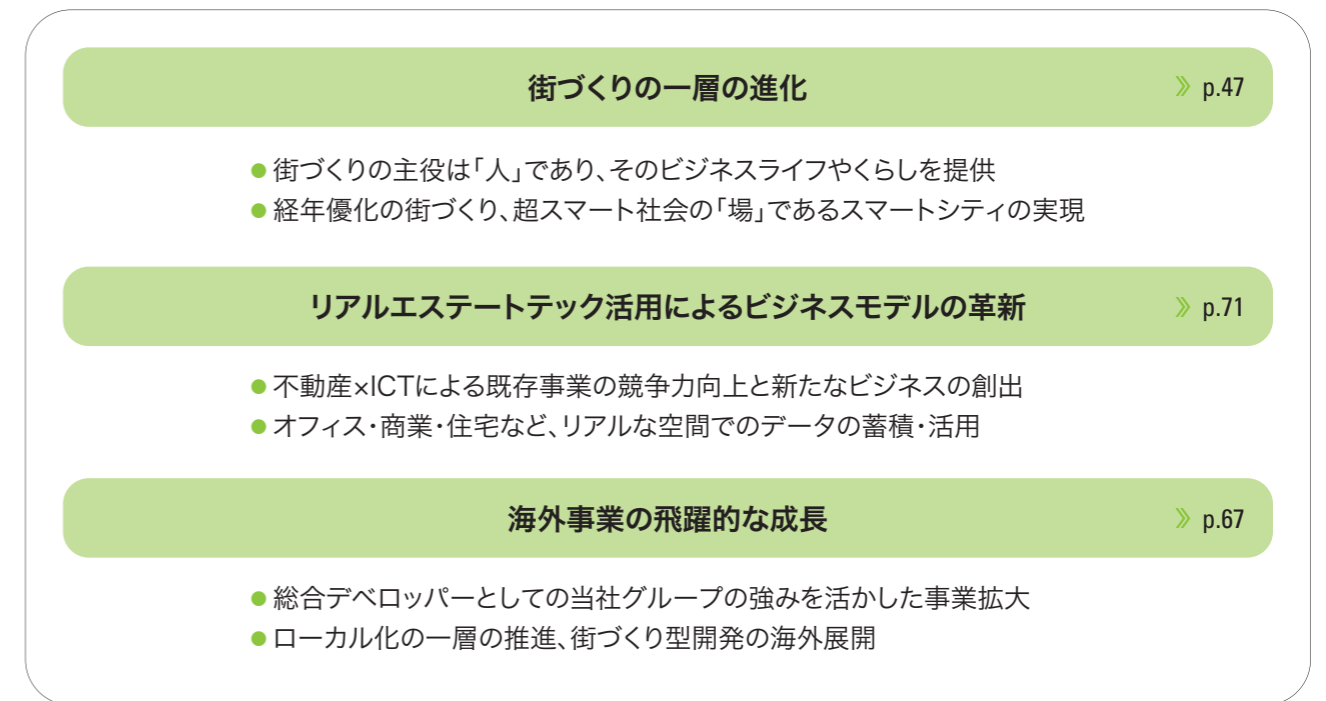 街づくりの一層の進化 》 p.47
● 街づくりの主役は「人」であり、そのビジネスライフやくらしを提供
● 経年優化の街づくり、超スマート社会の「場」であるスマートシティの実現
リアルエステートテック活用によるビジネスモデルの革新 》 p.71
● 不動産×ICTによる既存事業の競争力向上と新たなビジネスの創出
● オフィス・商業・住宅など、リアルな空間でのデータの蓄積・活用
海外事業の飛躍的な成長 》 p.67
● 総合デベロッパーとしての当社グループの強みを活かした事業拡大
● ローカル化の一層の推進、街づくり型開発の海外展開